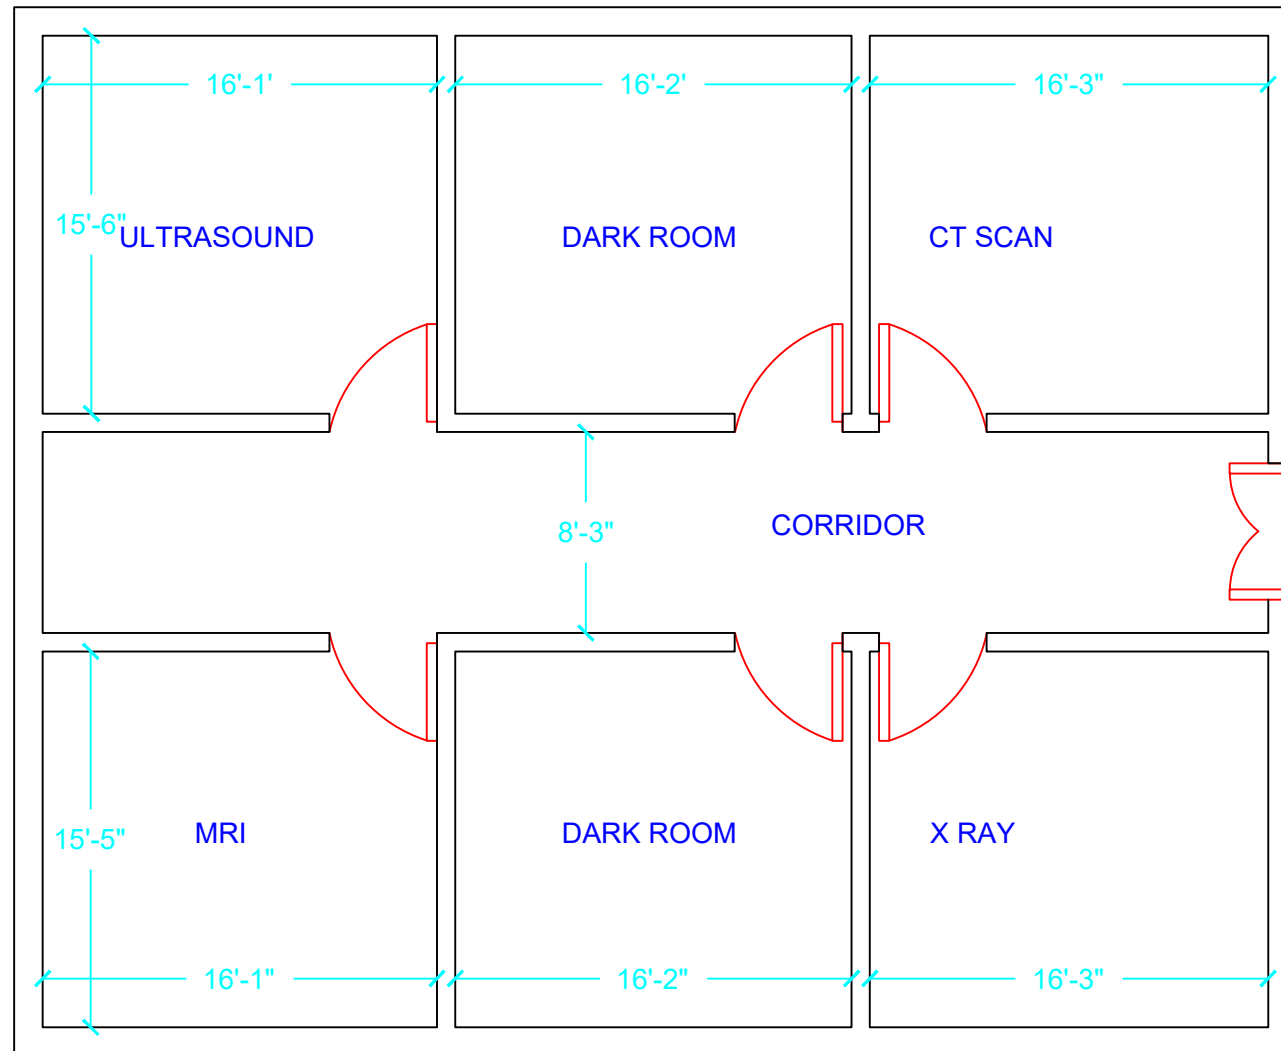 16'-1'
16'-2'
16'-3"
15'-6"
ULTRASOUND
DARK ROOM
CT SCAN
8'-3"
CORRIDOR
15'-5"
MRI
DARK ROOM
X RAY
16'-1"
16'-2"
16'-3"